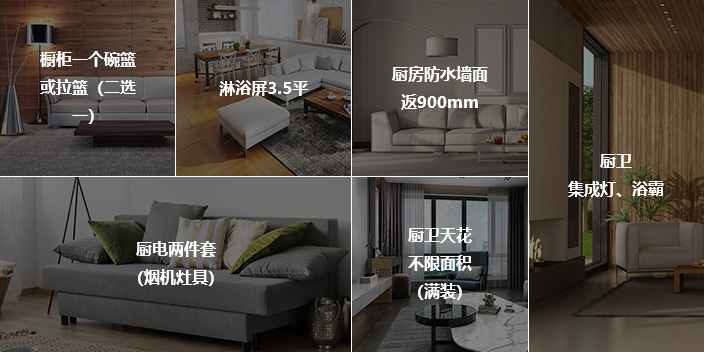 橱柜一个碗篮
或拉篮（二选
一）
淋浴屏3.5平
厨房防水墙面
返900mm
厨卫
集成灯、浴霸
厨电两件套
(烟机灶具)
厨卫天花
不限面积
(满装)